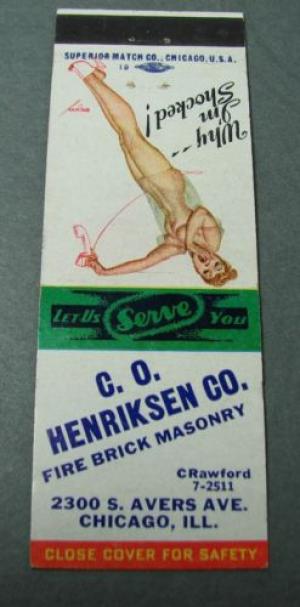 SUPERIOR MATCH CO., CHICAGO, U.S.A.
Why --
I'm
Shocked!
LET US Serve YOU
C. O.
HENRIKSEN CO.
FIRE BRICK MASONRY
CRawford
7-2511
2300 S. AVERS AVE.
CHICAGO, ILL.
CLOSE COVER FOR SAFETY